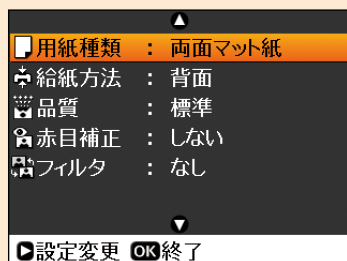 用紙種類 : 両面マット紙
給紙方法 : 背面
品質 : 標準
赤目補正 : しない
フィルタ : なし
設定変更 OK終了